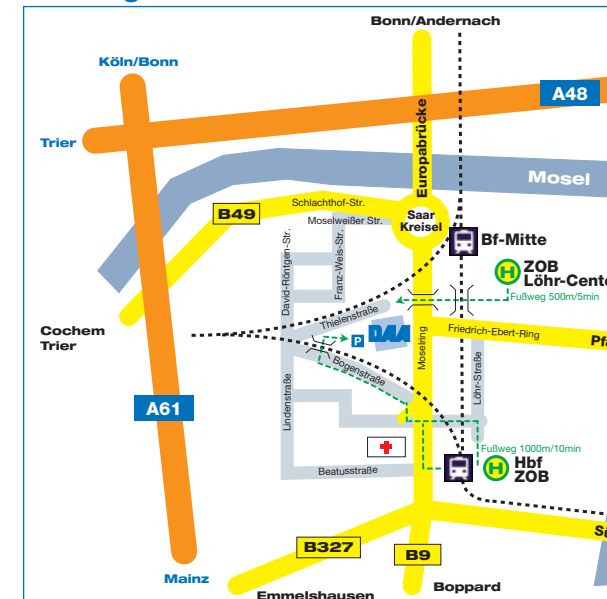 Bonn/Andernach
Köln/Bonn
A48
Trier
Europabrücke
Mosel
Schlachthof-Str.
B49
Moselweißer Str.
Saar
Kreisel
Bf-Mitte
David-Röntgen-Str.
Franz-Weis-Str.
H
ZOB
Löhr-Cente
Fußweg 500m/5min
Thielenstraße
Cochem
Trier
P
DAA
Moselring
Friedrich-Ebert-Ring
Pfa
Bogenstraße
Löhr-Straße
Lindenstraße
A61
Fußweg 1000m/10min
Beatusstraße
H
Hbf
ZOB
B327
B9
Mainz
Emmelshausen
Boppard